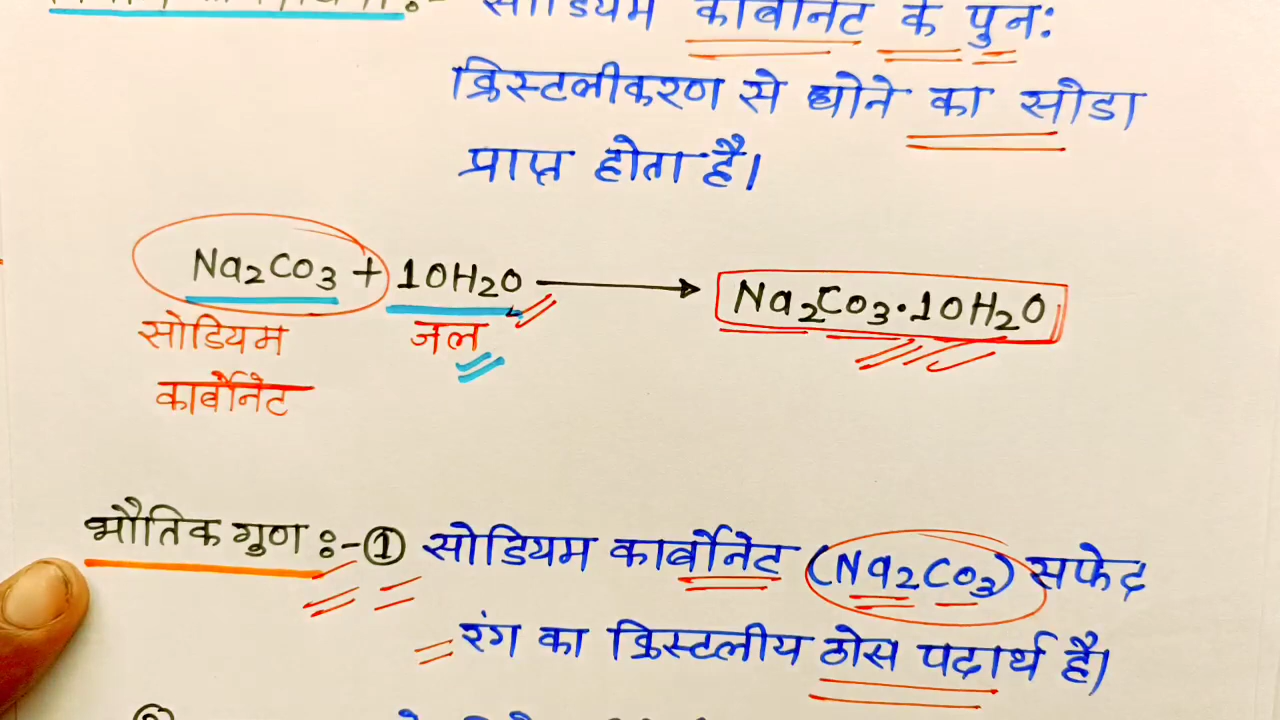 सोडियम कार्बोनेट के पुन:
क्रिस्टलीकरण से धोने का सोडा
प्राप्त होता है।
Na2CO3 + 10H2O ⟶ Na2CO3·10H2O
सोडियम जल
कार्बोनेट
भौतिक गुण :-① सोडियम कार्बोनेट (Na2CO3) सफेद
रंग का क्रिस्टलीय ठोस पदार्थ है।